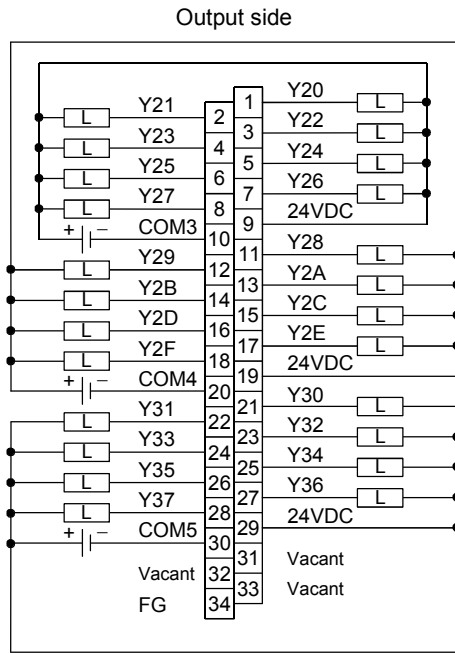 Output side
Y20
L
1
Y21
L
2
Y22
L
3
Y23
L
4
Y24
L
5
Y25
L
6
Y26
L
7
Y27
L
8
24VDC
9
+ − COM3
10
Y28
L
11
Y29
L
12
Y2A
L
13
Y2B
L
14
Y2C
L
15
Y2D
L
16
Y2E
L
17
Y2F
L
18
24VDC
19
+ − COM4
20
Y30
L
21
Y31
L
22
Y32
L
23
Y33
L
24
Y34
L
25
Y35
L
26
Y36
L
27
Y37
L
28
24VDC
29
+ − COM5
30
31
Vacant
Vacant
32
33
Vacant
FG
34